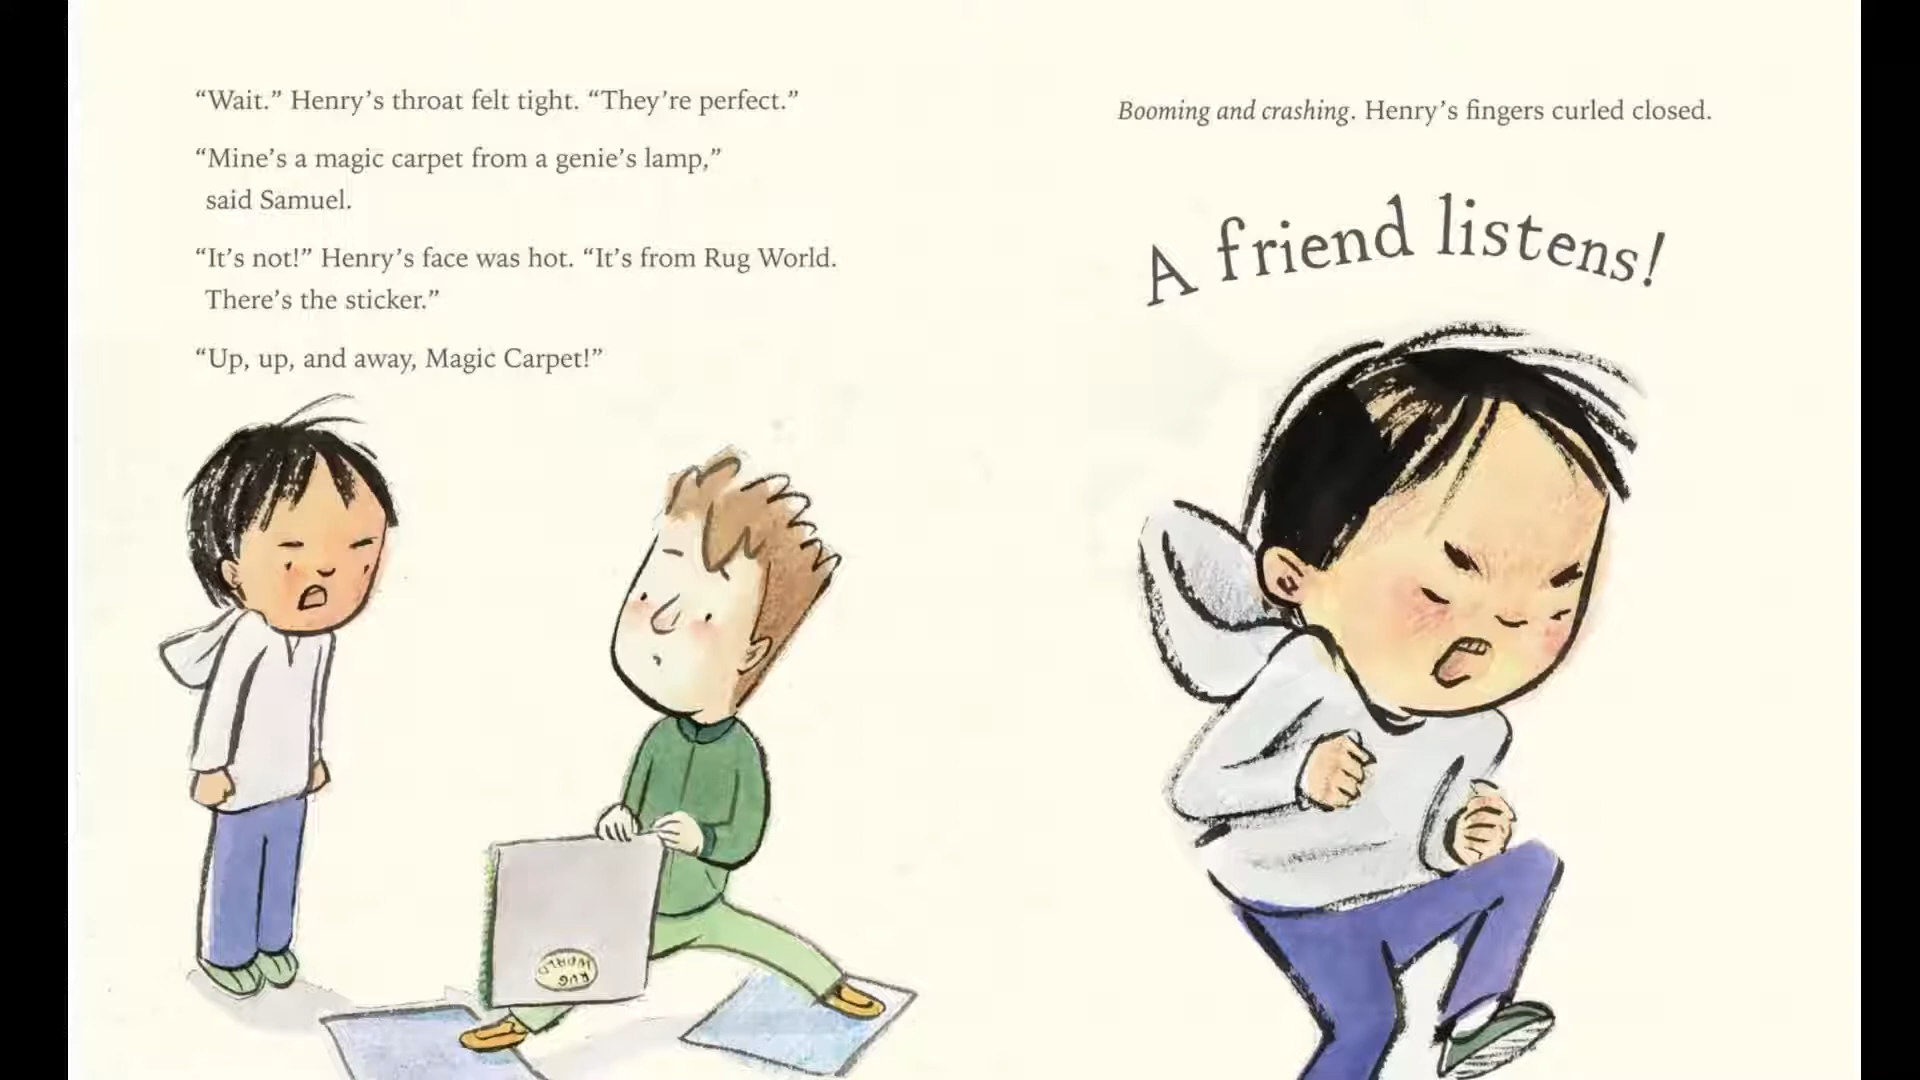 “Wait.” Henry’s throat felt tight. “They’re perfect.”
“Mine’s a magic carpet from a genie’s lamp,”
said Samuel.
“It’s not!” Henry’s face was hot. “It’s from Rug World.
There’s the sticker.”
“Up, up, and away, Magic Carpet!”
RUG
WORLD
Booming and crashing. Henry’s fingers curled closed.
A friend listens!